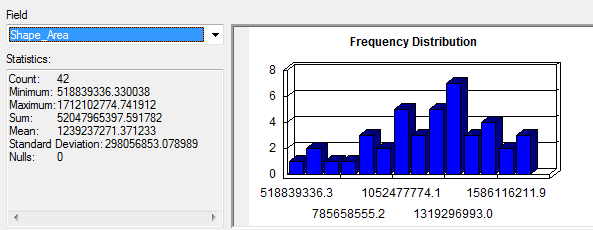 Field
Shape_Area
Statistics:
Count: 42
Minimum: 518839336.330038
Maximum: 1712102774.741912
Sum: 52047965397.591782
Mean: 1239237271.371233
Standard Deviation: 298056853.078989
Nulls: 0
Frequency Distribution
8
6
4
2
0
518839336.3 1052477774.1 1586116211.9
785658555.2 1319296993.0